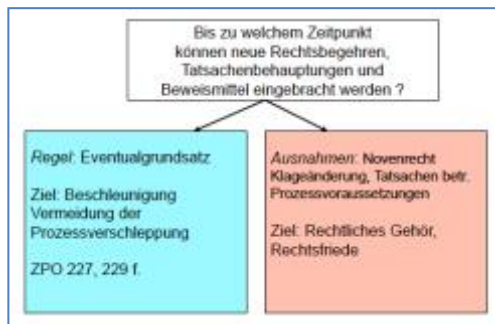 Bis zu welchem Zeitpunkt
können neue Rechtsbegehren,
Tatsachenbehauptungen und
Beweismittel eingebracht werden ?
Regel: Eventualgrundsatz
Ziel: Beschleunigung
Vermeidung der
Prozessverschleppung
ZPO 227, 229 f.
Ausnahmen: Novenrecht
Klageänderung, Tatsachen betr.
Prozessvoraussetzungen
Ziel: Rechtliches Gehör,
Rechtsfriede